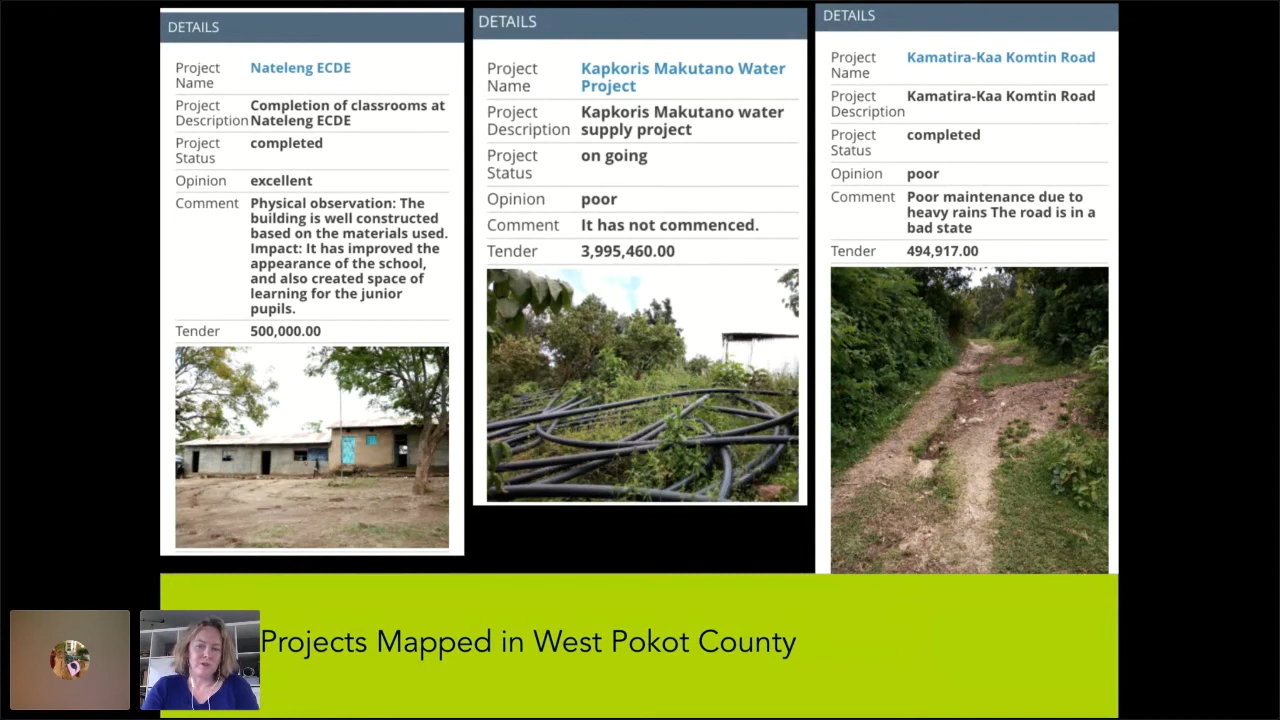 DETAILS
Project Name
Nateleng ECDE
Project Description
Completion of classrooms at
Nateleng ECDE
Project Status
completed
Opinion
excellent
Comment
Physical observation: The
building is well constructed
based on the materials used.
Impact: It has improved the
appearance of the school,
and also created space of
learning for the junior
pupils.
Tender
500,000.00
DETAILS
Project Name
Kapkoris Makutano Water
Project
Project Description
Kapkoris Makutano water
supply project
Project Status
on going
Opinion
poor
Comment
It has not commenced.
Tender
3,995,460.00
DETAILS
Project Name
Kamatira-Kaa Komtin Road
Project Description
Kamatira-Kaa Komtin Road
Project Status
completed
Opinion
poor
Comment
Poor maintenance due to
heavy rains The road is in a
bad state
Tender
494,917.00
Projects Mapped in West Pokot County